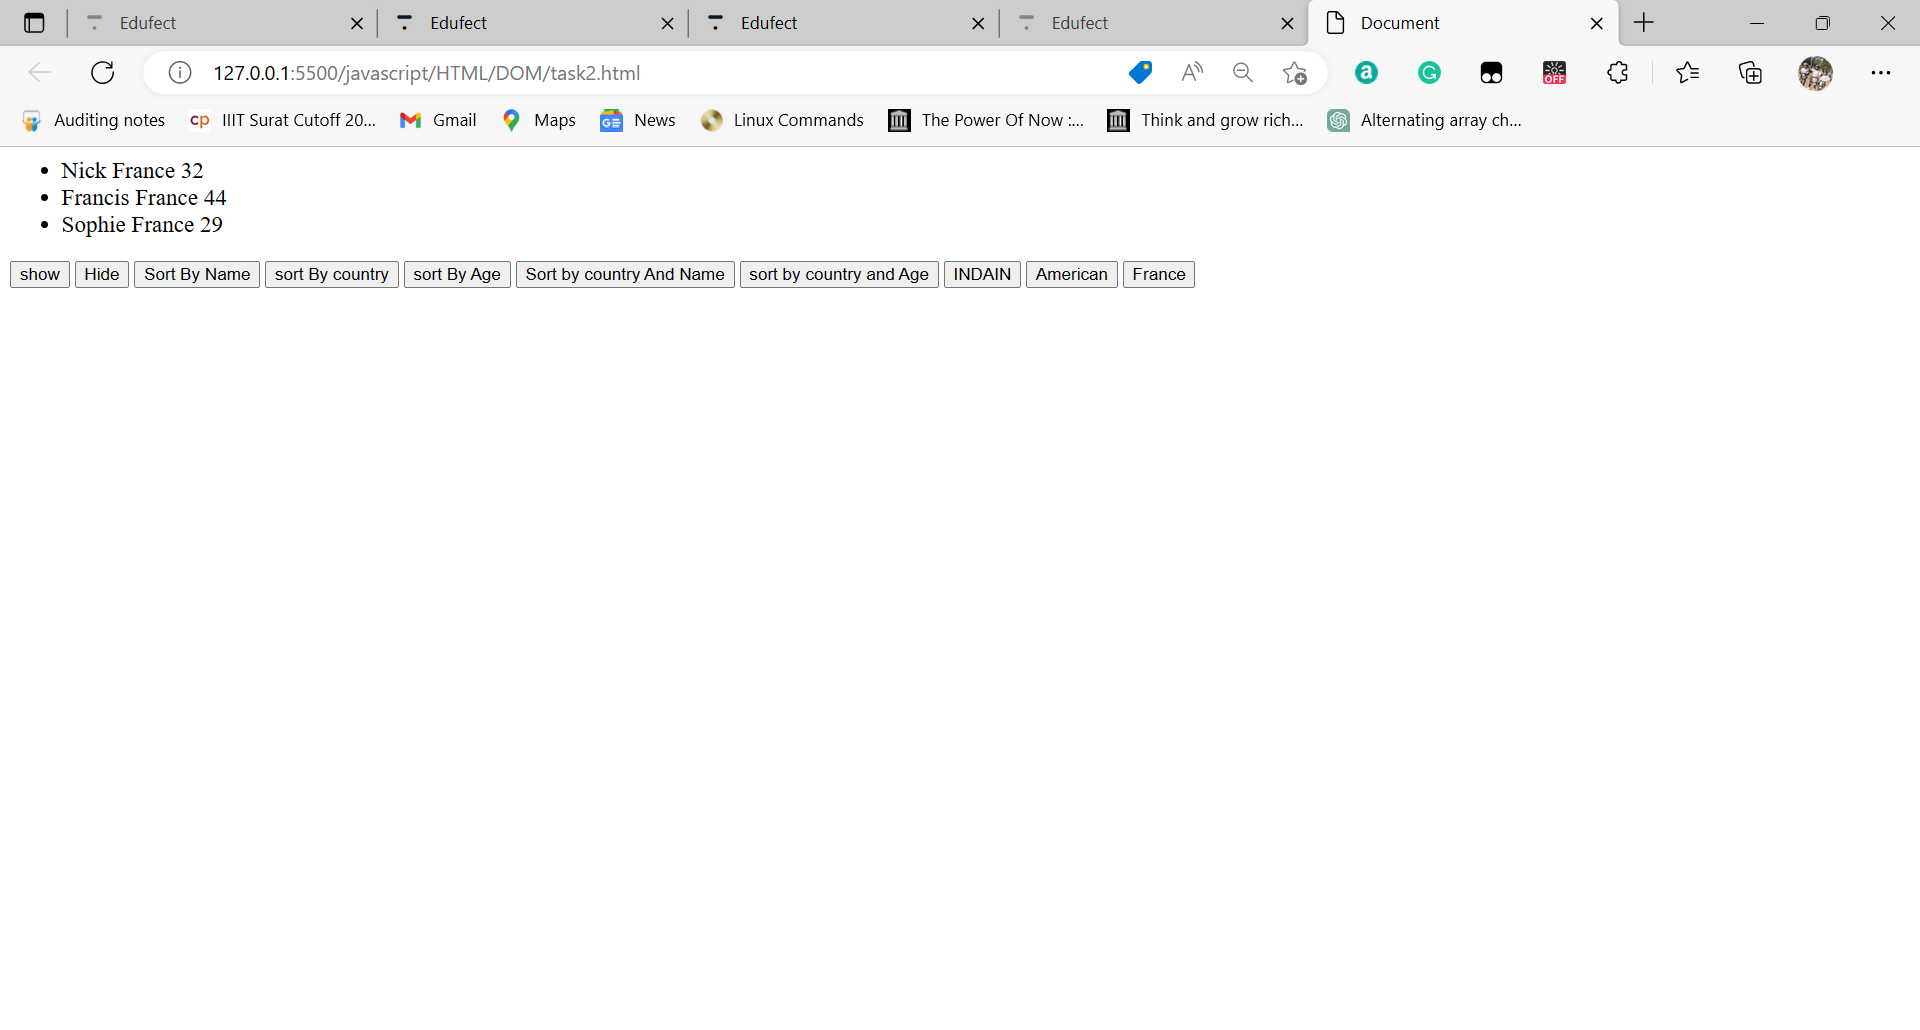 Edufect Edufect Edufect Edufect Document
127.0.0.1:5500/javascript/HTML/DOM/task2.html A a G OFF
Auditing notes cp IIIT Surat Cutoff 20... Gmail Maps GE News Linux Commands The Power Of Now :... Think and grow rich... Alternating array ch...
• Nick France 32
• Francis France 44
• Sophie France 29
show Hide Sort By Name sort By country sort By Age Sort by country And Name sort by country and Age INDAIN American France